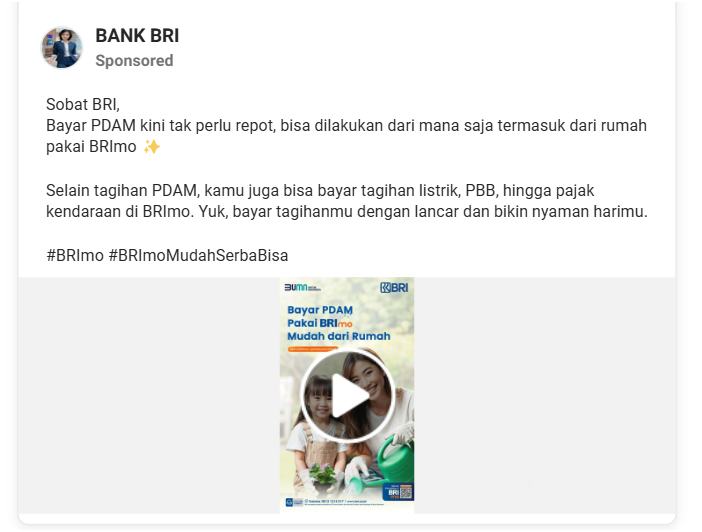 BANK BRI
Sponsored
Sobat BRI,
Bayar PDAM kini tak perlu repot, bisa dilakukan dari mana saja termasuk dari rumah
pakai BRImo ✨
Selain tagihan PDAM, kamu juga bisa bayar tagihan listrik, PBB, hingga pajak
kendaraan di BRImo. Yuk, bayar tagihanmu dengan lancar dan bikin nyaman harimu.
#BRImo #BRImoMudahSerbaBisa
BUMN
BRI
Bayar PDAM
Pakai BRImo
Mudah dari Rumah
BRI